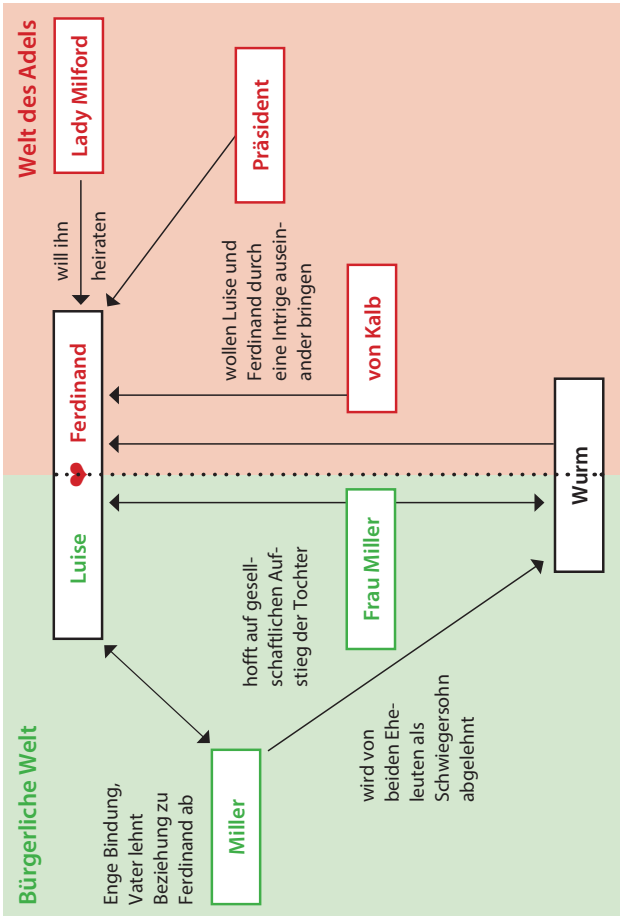 Bürgerliche Welt
Welt des Adels
Luise
Ferdinand
will ihn
heiraten
Lady Milford
Enge Bindung,
Vater lehnt
Beziehung zu
Ferdinand ab
Miller
hofft auf gesell-
schaftlichen Auf-
stieg der Tochter
Frau Miller
wollen Luise und
Ferdinand durch
eine Intrige ausein-
ander bringen
Präsident
von Kalb
wird von
beiden Ehe-
leuten als
Schwiegersohn
abgelehnt
Wurm